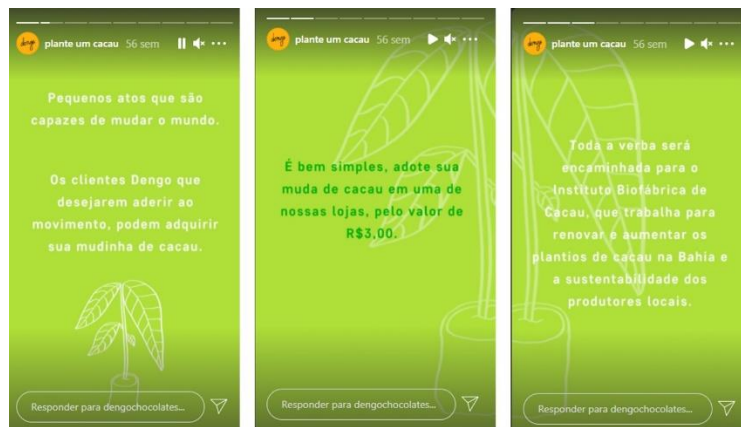 dengo plante um cacau 56 sem
Pequenos atos que são
capazes de mudar o mundo.
Os clientes Dengo que
desejarem aderir ao
movimento, podem adquirir
sua mudinha de cacau.
Responder para dengochocolates...
dengo plante um cacau 56 sem
É bem simples, adote sua
muda de cacau em uma de
nossas lojas, pelo valor de
R$3,00.
Responder para dengochocolates...
dengo plante um cacau 56 sem
Toda a verba será
encaminhada para o
Instituto Biofábrica de
Cacau, que trabalha para
renovar e aumentar os
plantios de cacau na Bahia e
a sustentabilidade dos
produtores locais.
Responder para dengochocolates...